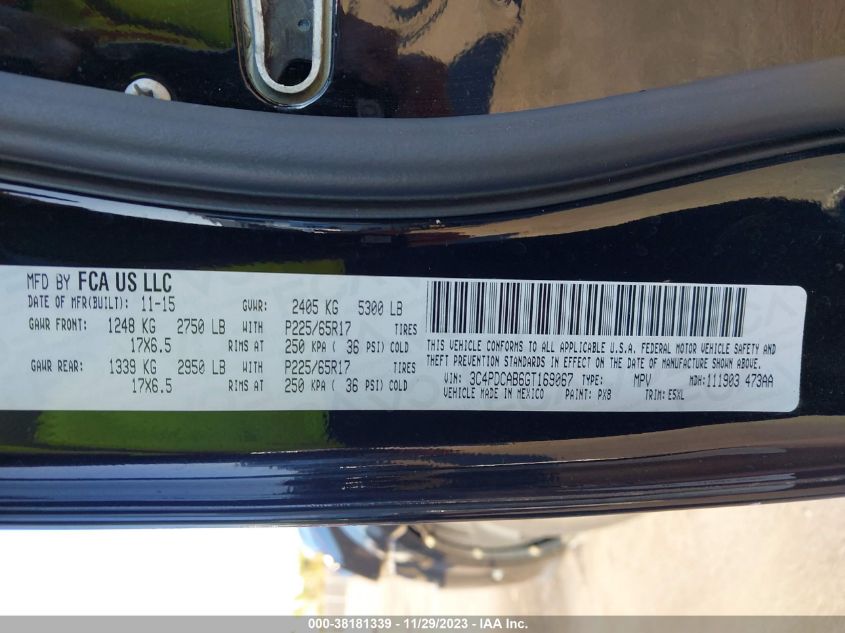 MFD BY FCA US LLC
DATE OF MFR(BUILT): 11-15 GVWR: 2405 KG 5300 LB
GAWR FRONT: 1248 KG 2750 LB WITH P225/65R17 TIRES
17X6.5 RIMS AT 250 KPA ( 36 PSI) COLD
GAWR REAR: 1339 KG 2950 LB WITH P225/65R17 TIRES
17X6.5 RIMS AT 250 KPA ( 36 PSI) COLD
THIS VEHICLE CONFORMS TO ALL APPLICABLE U.S.A. FEDERAL MOTOR VEHICLE SAFETY AND
THEFT PREVENTION STANDARDS IN EFFECT ON THE DATE OF MANUFACTURE SHOWN ABOVE.
VIN: 3C4PDCAB6GT169067 TYPE: MPV MDH: 111903 473AA
VEHICLE MADE IN MEXICO PAINT: PX8 TRIM: E5XL
000-38181339 - 11/29/2023 - IAA Inc.